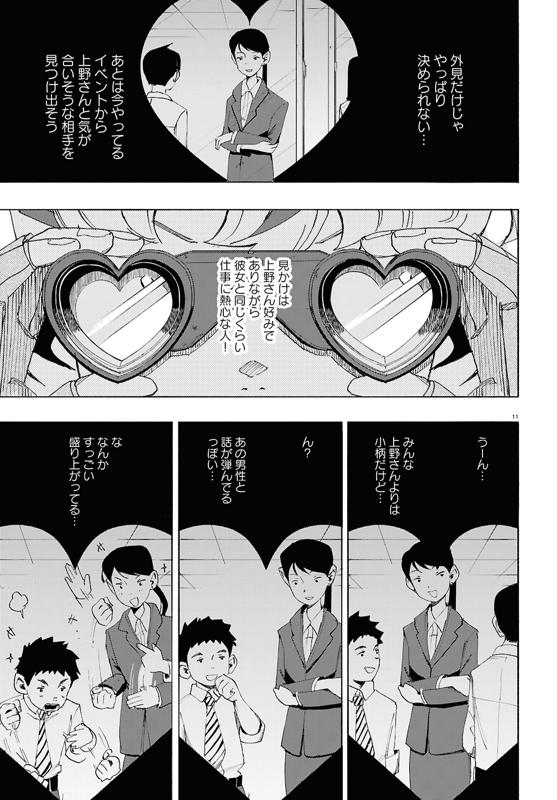 外見だけじゃ
やっぱり
決められない…
あとは今やってる
イベントから
上野さんと気が
合いそうな相手を
見つけ出そう
見かけは
上野さん好みで
ありながら
彼女と同じくらい
仕事に熱心な人！
11
うーん…
みんな
上野さんよりは
小柄だけど…
ん？
あの男性と
話が弾んでる
っぽい…
な
なんか
すっごい
盛り上がってる…